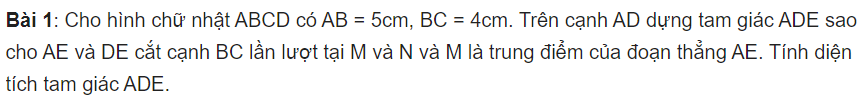 Bài 1: Cho hình chữ nhật ABCD có AB = 5cm, BC = 4cm. Trên cạnh AD dựng tam giác ADE sao
cho AE và DE cắt cạnh BC lần lượt tại M và N và M là trung điểm của đoạn thẳng AE. Tính diện
tích tam giác ADE.